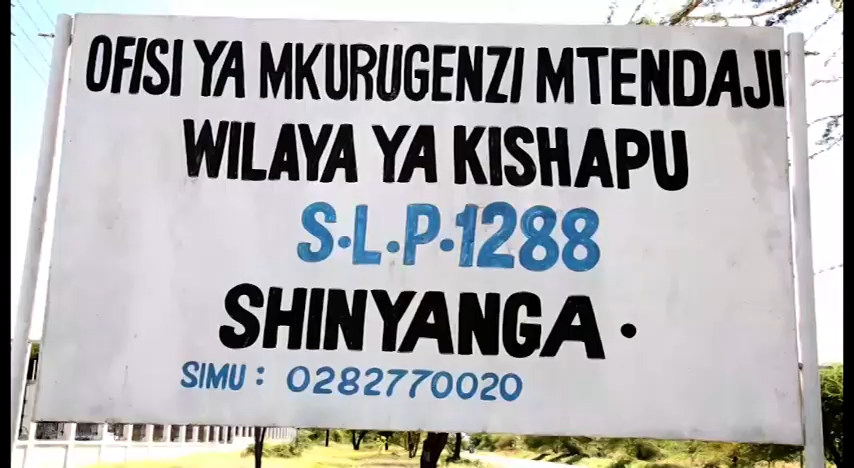 OFISI YA MKURUGENZI MTENDAJI
WILAYA YA KISHAPU
S.L.P.1288
SHINYANGA.
SIMU: 0282770020